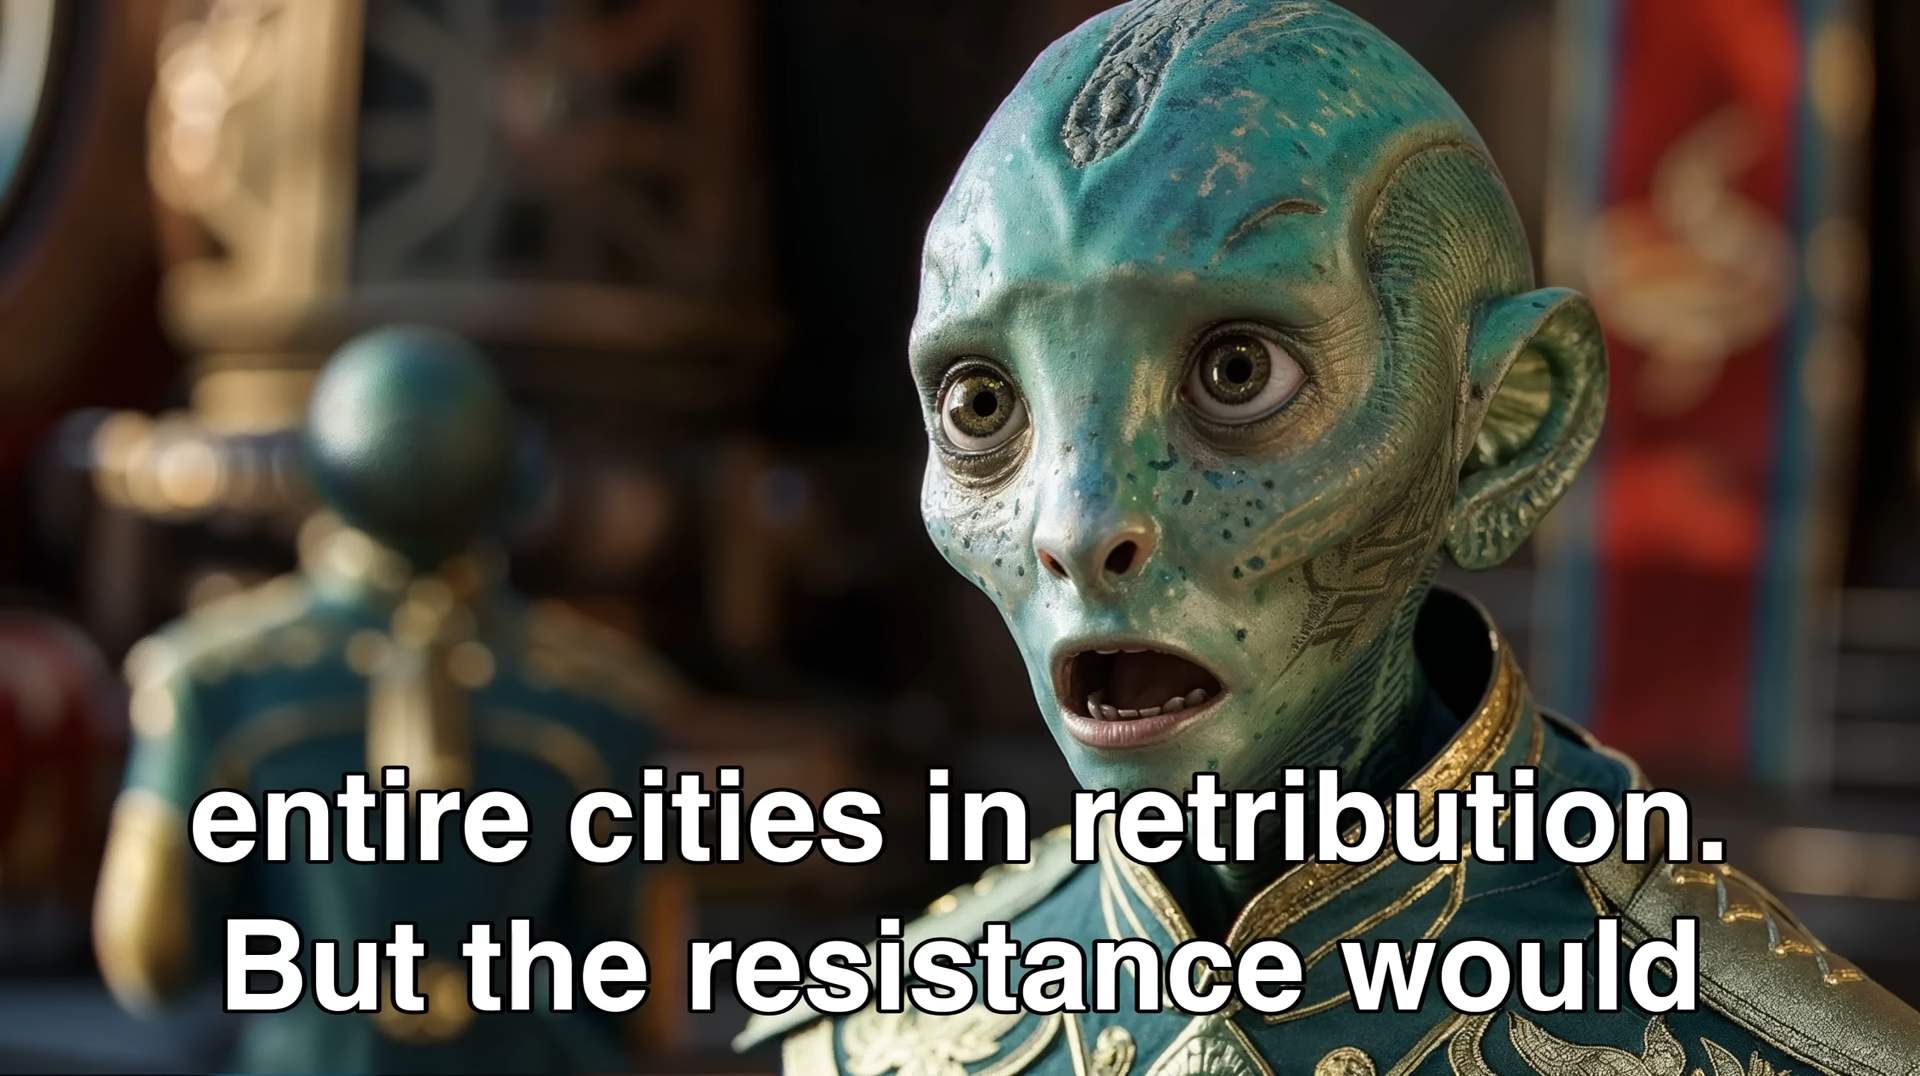 entire cities in retribution.
But the resistance would